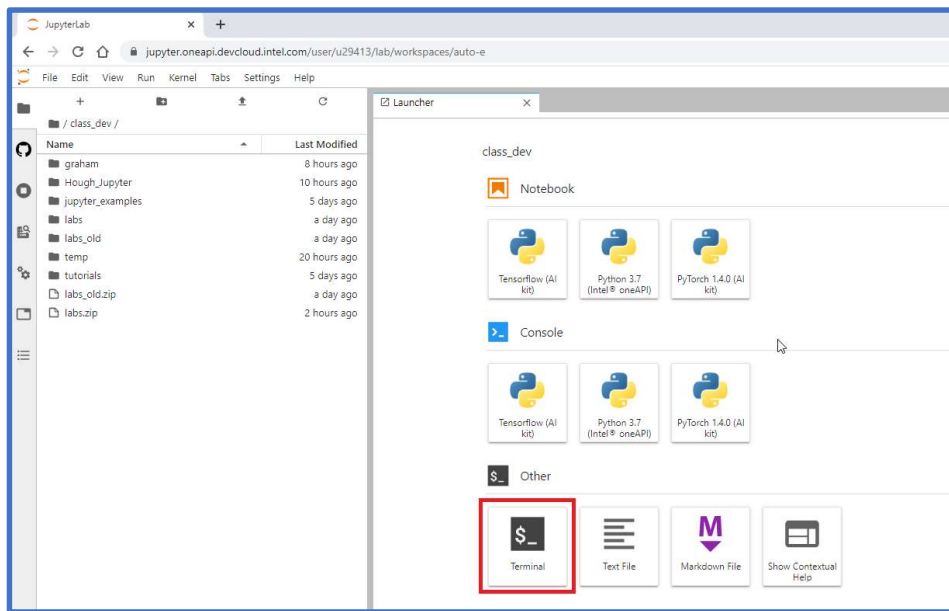 JupyterLab
jupyter.oneapi.devcloud.intel.com/user/u29413/lab/workspaces/auto-e
File Edit View Run Kernel Tabs Settings Help
/ class_dev /
Name Last Modified
graham 8 hours ago
Hough_Jupyter 10 hours ago
jupyter_examples 5 days ago
labs a day ago
labs_old a day ago
temp 20 hours ago
tutorials 5 days ago
labs_old.zip a day ago
labs.zip 2 hours ago
Launcher
class_dev
Notebook
Tensorflow (AI
kit)
Python 3.7
(Intel® oneAPI)
PyTorch 1.4.0 (AI
kit)
Console
Tensorflow (AI
kit)
Python 3.7
(Intel® oneAPI)
PyTorch 1.4.0 (AI
kit)
$_ Other
$_
Terminal
Text File
M
Markdown File
Show Contextual
Help